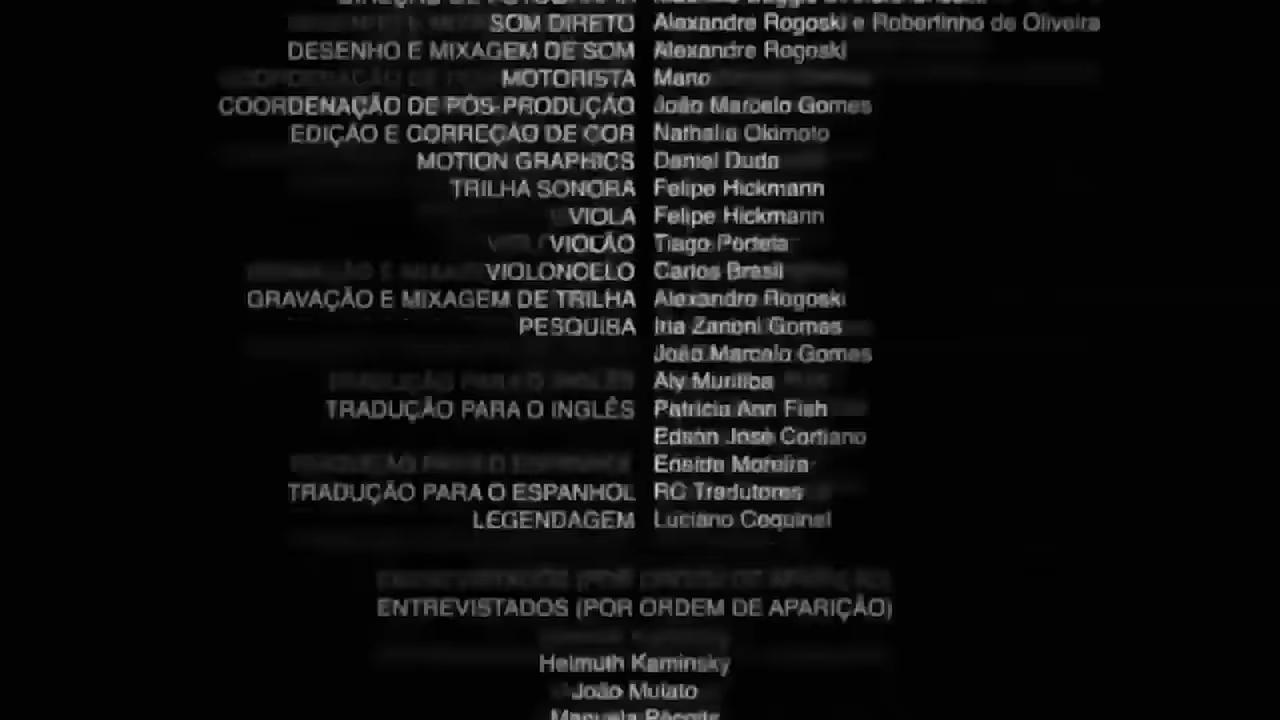 SOM DIRETO Alexandre Rogoski e Robertinho de Oliveira
DESENHO E MIXAGEM DE SOM Alexandre Rogoski
MOTORISTA Mano
COORDENAÇÃO DE PÓS-PRODUÇÃO João Marcelo Gomes
EDIÇÃO E CORREÇÃO DE COR Nathalia Okimoto
MOTION GRAPHICS Daniel Duda
TRILHA SONORA Felipe Hickmann
VIOLA Felipe Hickmann
VIOLÃO Tiago Portela
VIOLONCELO Carlos Brasil
GRAVAÇÃO E MIXAGEM DE TRILHA Alexandre Rogoski
PESQUISA Iria Zanoni Gomes
João Marcelo Gomes
Aly Muritiba
TRADUÇÃO PARA O INGLÊS Patricia Ann Fish
Edson José Cortiano
Moreira
TRADUÇÃO PARA O ESPANHOL RC Tradutores
LEGENDAGEM Luciano Coquinel
ENTREVISTADOS (POR ORDEM DE APARIÇÃO)
Helmuth Kaminsky
João Mulato
Manuela